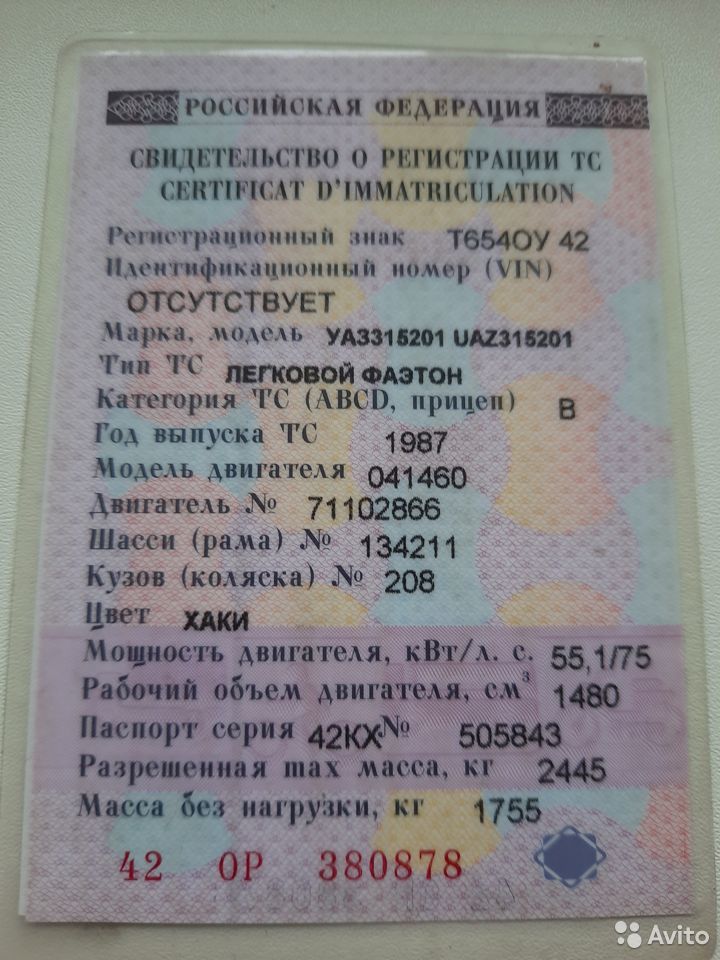 РОССИЙСКАЯ ФЕДЕРАЦИЯ
СВИДЕТЕЛЬСТВО О РЕГИСТРАЦИИ ТС
CERTIFICAT D'IMMATRICULATION
Регистрационный знак Т654ОУ 42
Идентификационный номер (VIN)
ОТСУТСТВУЕТ
Марка, модель УАЗ315201 UAZ315201
Тип ТС ЛЕГКОВОЙ ФАЭТОН
Категория ТС (ABCD, прицеп) B
Год выпуска ТС 1987
Модель двигателя 041460
Двигатель № 71102866
Шасси (рама) № 134211
Кузов (коляска) № 208
Цвет ХАКИ
Мощность двигателя, кВт/л. с. 55,1/75
Рабочий объем двигателя, см³ 1480
Паспорт серия 42КХ № 505843
Разрешенная max масса, кг 2445
Масса без нагрузки, кг 1755
42 ОР 380878
Avito